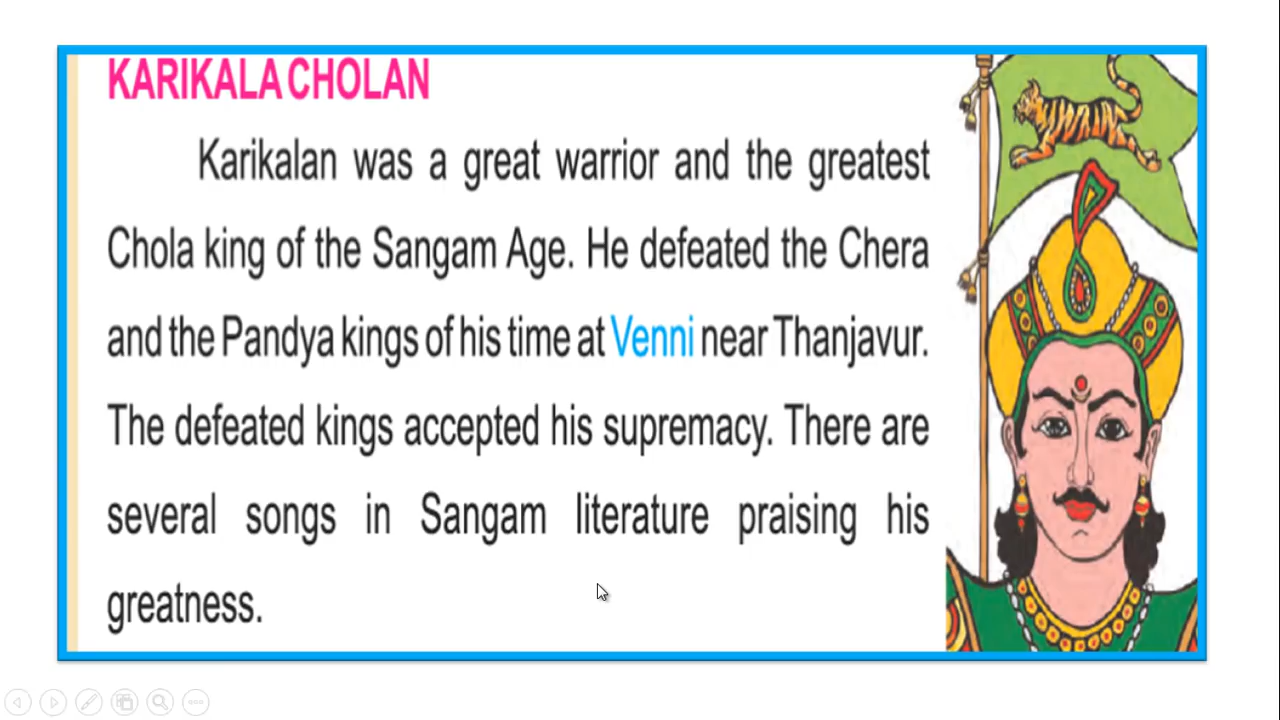 KARIKALA CHOLAN
Karikalan was a great warrior and the greatest
Chola king of the Sangam Age. He defeated the Chera
and the Pandya kings of his time at Venni near Thanjavur.
The defeated kings accepted his supremacy. There are
several songs in Sangam literature praising his
greatness.